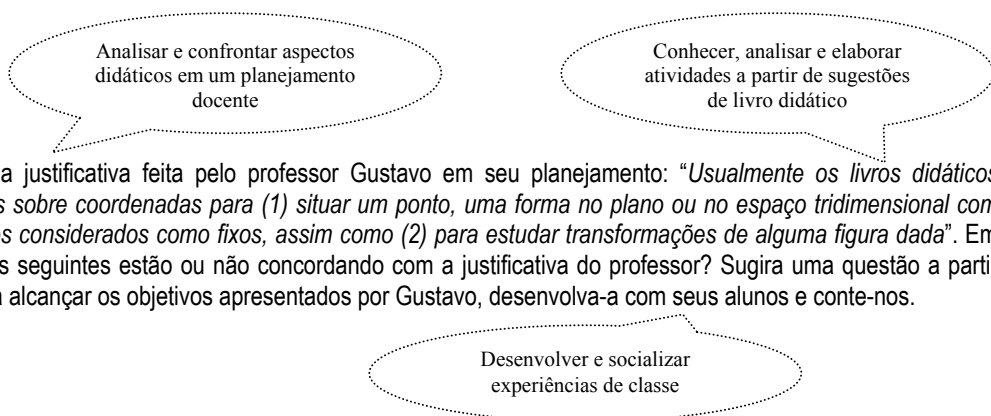 Analisar e confrontar aspectos
didáticos em um planejamento
docente
Conhecer, analisar e elaborar
atividades a partir de sugestões
de livro didático
a justificativa feita pelo professor Gustavo em seu planejamento: “Usualmente os livros didáticos
sobre coordenadas para (1) situar um ponto, uma forma no plano ou no espaço tridimensional com
considerados como fixos, assim como (2) para estudar transformações de alguma figura dada”. Em
seguintes estão ou não concordando com a justificativa do professor? Sugira uma questão a parti
alcançar os objetivos apresentados por Gustavo, desenvolva-a com seus alunos e conte-nos.
Desenvolver e socializar
experiências de classe